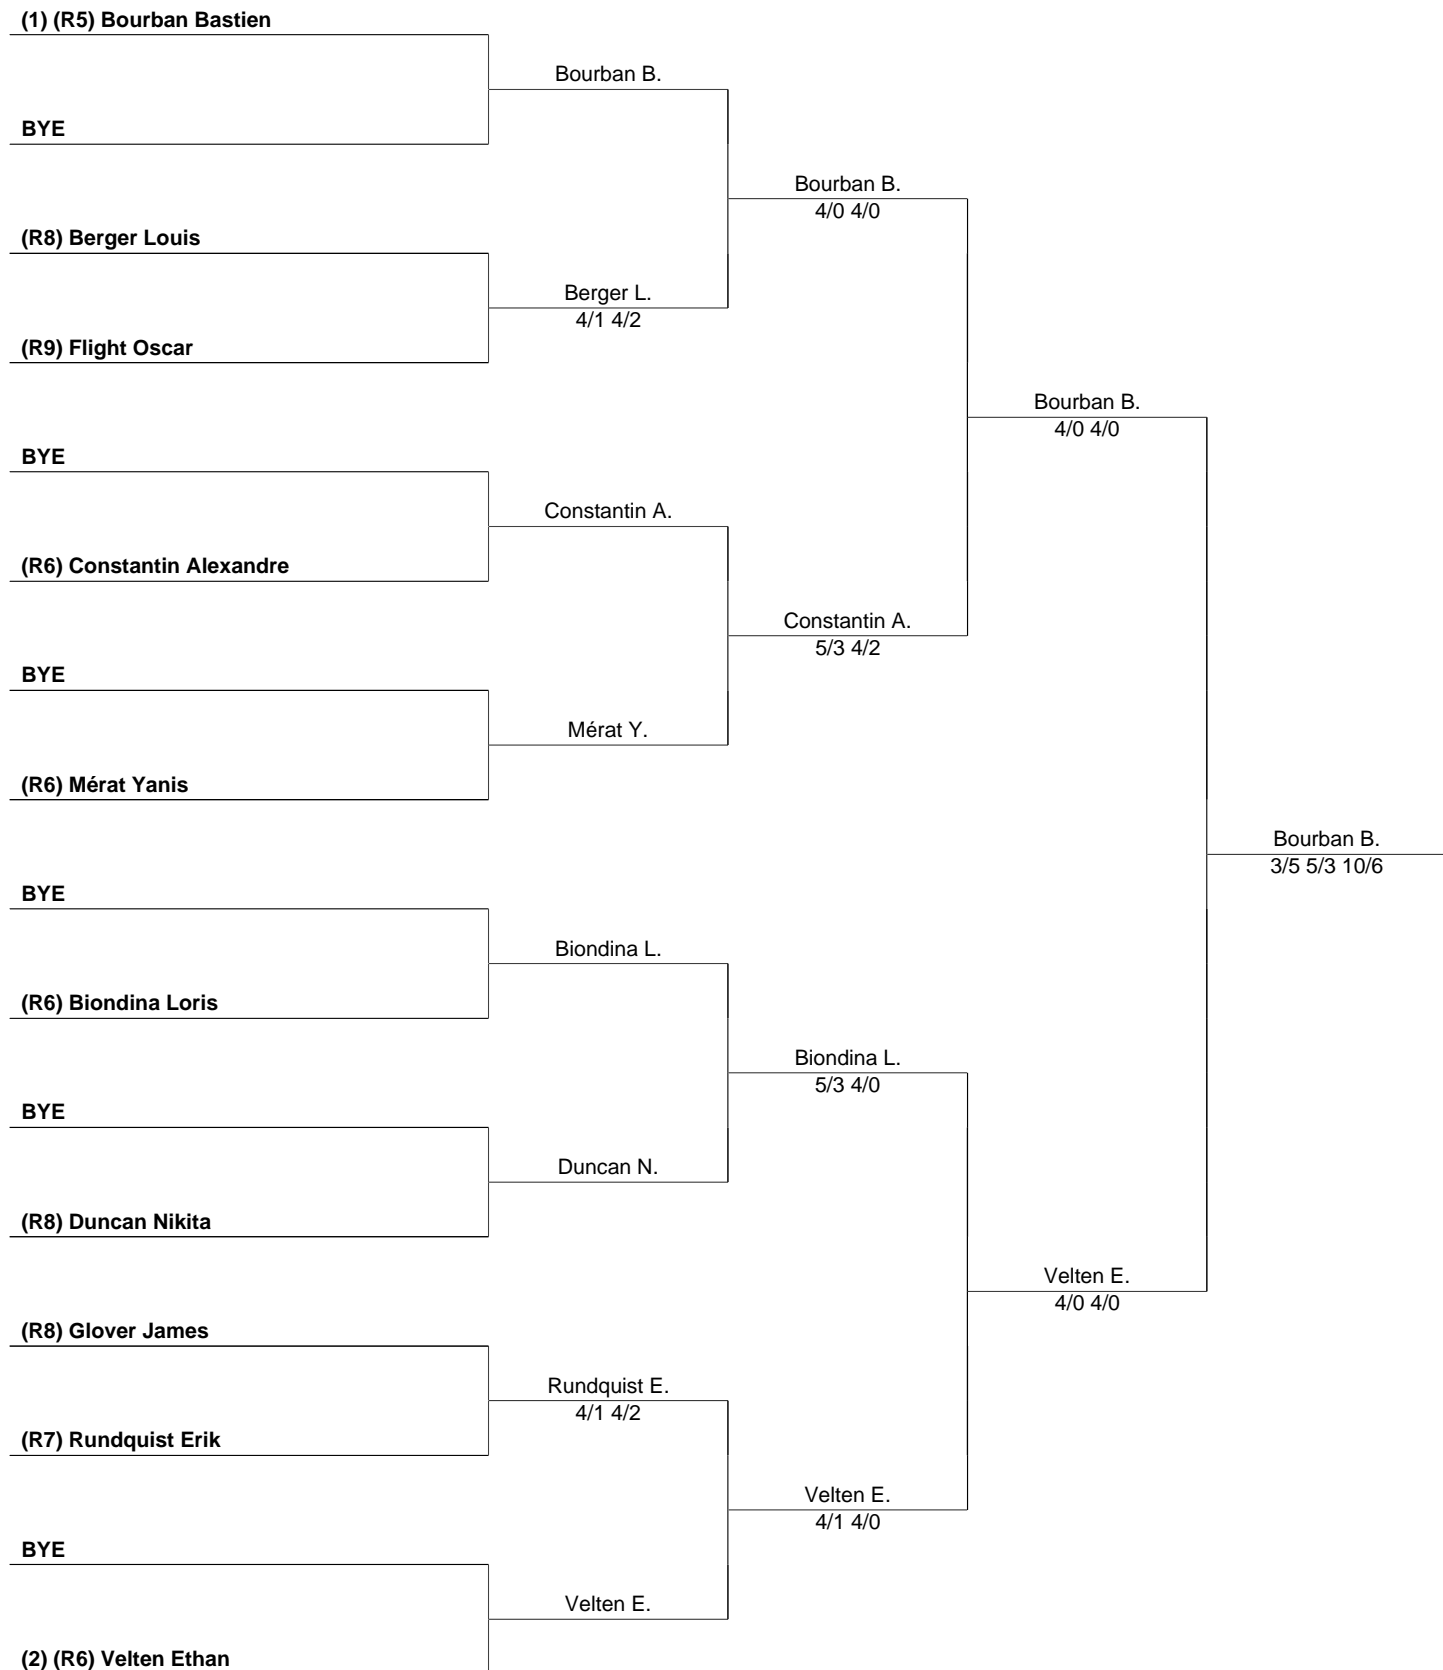 (1) (R5) Bourban Bastien
Bourban B.
BYE
Bourban B.
4/0 4/0
(R8) Berger Louis
Berger L.
4/1 4/2
(R9) Flight Oscar
Bourban B.
4/0 4/0
BYE
Constantin A.
(R6) Constantin Alexandre
Constantin A.
5/3 4/2
BYE
Mérat Y.
(R6) Mérat Yanis
Bourban B.
3/5 5/3 10/6
BYE
Biondina L.
(R6) Biondina Loris
Biondina L.
5/3 4/0
BYE
Duncan N.
(R8) Duncan Nikita
Velten E.
4/0 4/0
(R8) Glover James
Rundquist E.
4/1 4/2
(R7) Rundquist Erik
Velten E.
4/1 4/0
BYE
Velten E.
(2) (R6) Velten Ethan